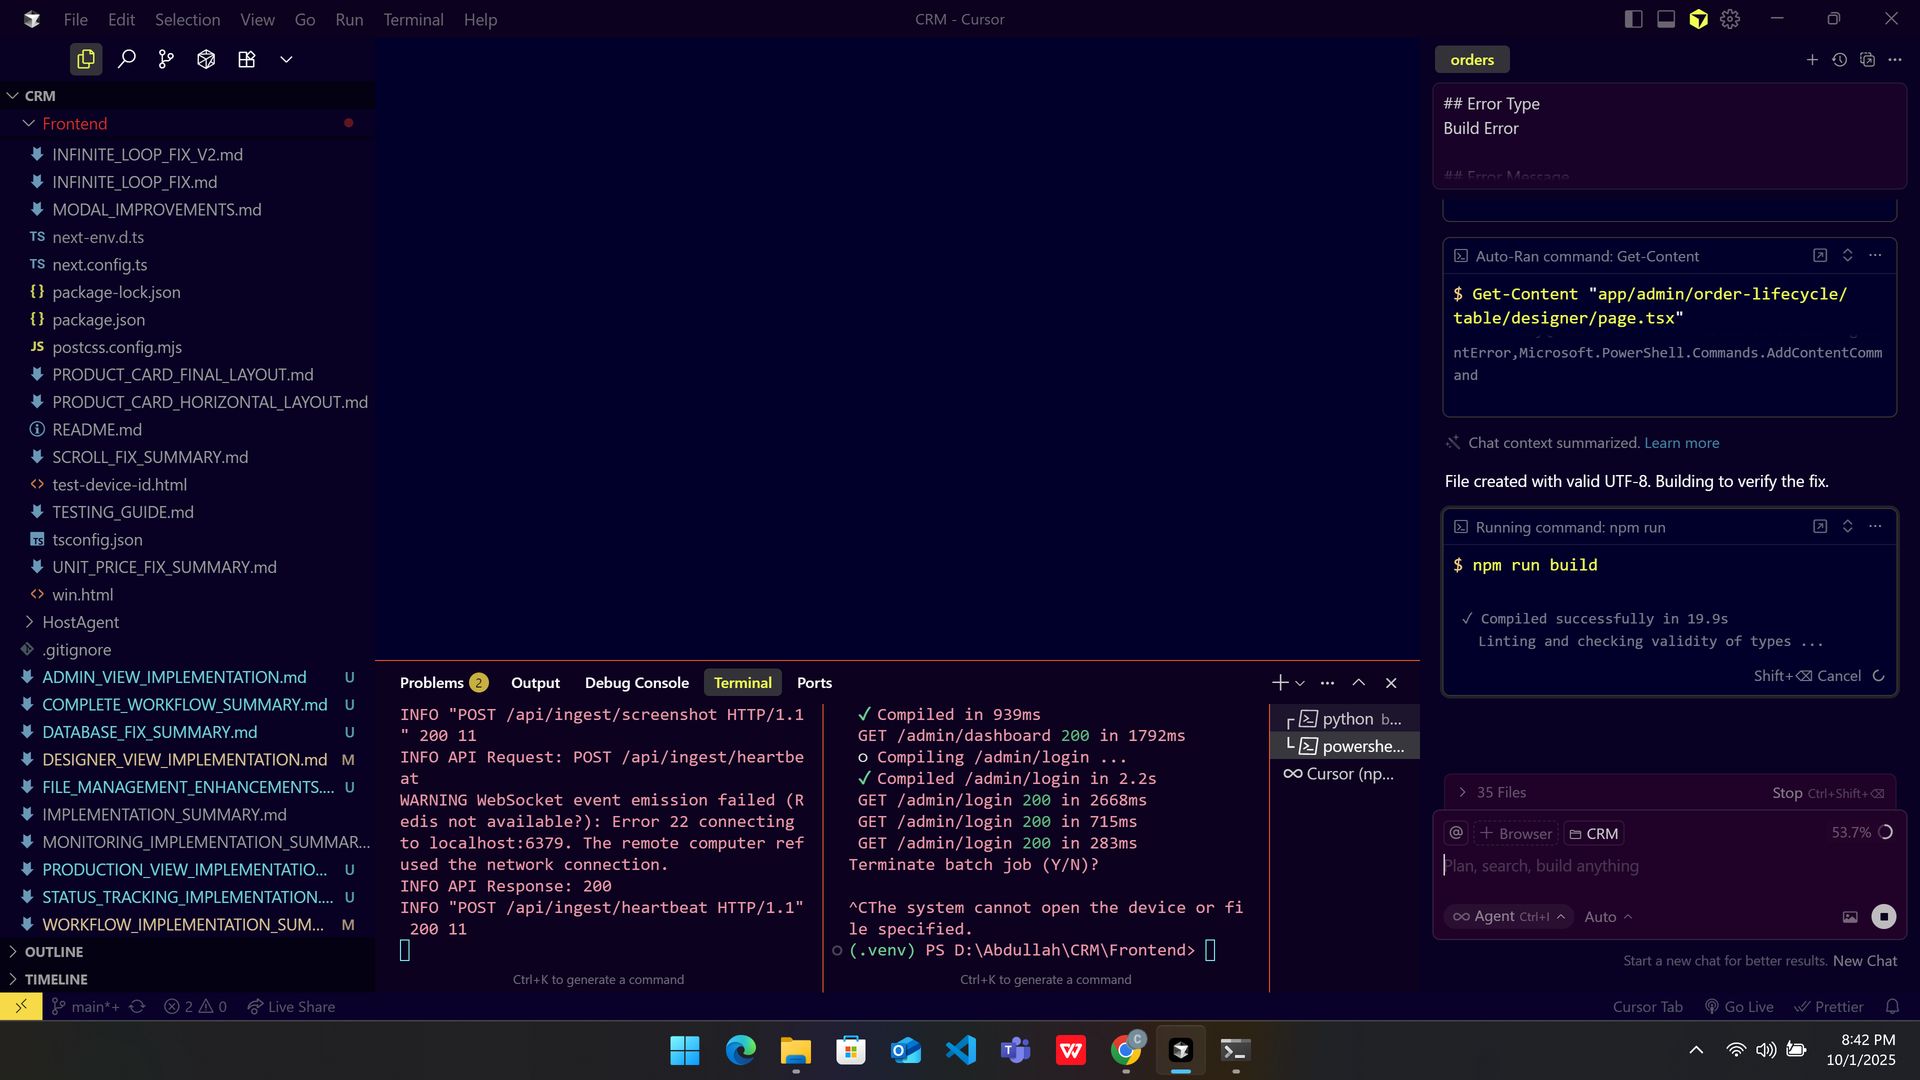 File Edit Selection View Go Run Terminal Help
CRM - Cursor
CRM
Frontend
INFINITE_LOOP_FIX_V2.md
INFINITE_LOOP_FIX.md
MODAL_IMPROVEMENTS.md
TS next-env.d.ts
TS next.config.ts
{} package-lock.json
{} package.json
JS postcss.config.mjs
PRODUCT_CARD_FINAL_LAYOUT.md
PRODUCT_CARD_HORIZONTAL_LAYOUT.md
README.md
SCROLL_FIX_SUMMARY.md
<> test-device-id.html
TESTING_GUIDE.md
TS tsconfig.json
UNIT_PRICE_FIX_SUMMARY.md
<> win.html
HostAgent
.gitignore
ADMIN_VIEW_IMPLEMENTATION.md U
COMPLETE_WORKFLOW_SUMMARY.md U
DATABASE_FIX_SUMMARY.md U
DESIGNER_VIEW_IMPLEMENTATION.md M
FILE_MANAGEMENT_ENHANCEMENTS.... U
IMPLEMENTATION_SUMMARY.md
MONITORING_IMPLEMENTATION_SUMMAR...
PRODUCTION_VIEW_IMPLEMENTATIO... U
STATUS_TRACKING_IMPLEMENTATION.... U
WORKFLOW_IMPLEMENTATION_SUM... M
OUTLINE
TIMELINE
Problems 2 Output Debug Console Terminal Ports
INFO "POST /api/ingest/screenshot HTTP/1.1
" 200 11
INFO API Request: POST /api/ingest/heartbe
at
WARNING WebSocket event emission failed (R
edis not available?): Error 22 connecting
to localhost:6379. The remote computer ref
used the network connection.
INFO API Response: 200
INFO "POST /api/ingest/heartbeat HTTP/1.1"
200 11
Ctrl+K to generate a command
✓ Compiled in 939ms
GET /admin/dashboard 200 in 1792ms
○ Compiling /admin/login ...
✓ Compiled /admin/login in 2.2s
GET /admin/login 200 in 2668ms
GET /admin/login 200 in 715ms
GET /admin/login 200 in 283ms
Terminate batch job (Y/N)?
^CThe system cannot open the device or fi
le specified.
(.venv) PS D:\Abdullah\CRM\Frontend>
Ctrl+K to generate a command
python b...
powershe...
Cursor (np...
orders
## Error Type
Build Error
## Error Message
Auto-Ran command: Get-Content
$ Get-Content "app/admin/order-lifecycle/
table/designer/page.tsx"
ntError,Microsoft.PowerShell.Commands.AddContentComm
and
Chat context summarized. Learn more
File created with valid UTF-8. Building to verify the fix.
Running command: npm run
$ npm run build
✓ Compiled successfully in 19.9s
Linting and checking validity of types ...
Shift+⌫ Cancel
35 Files Stop Ctrl+Shift+⌫
@ + Browser CRM 53.7%
Plan, search, build anything
∞ Agent Ctrl+I Auto
Start a new chat for better results. New Chat
main*+ 2 0 Live Share
Cursor Tab Go Live Prettier
C
8:42 PM
10/1/2025